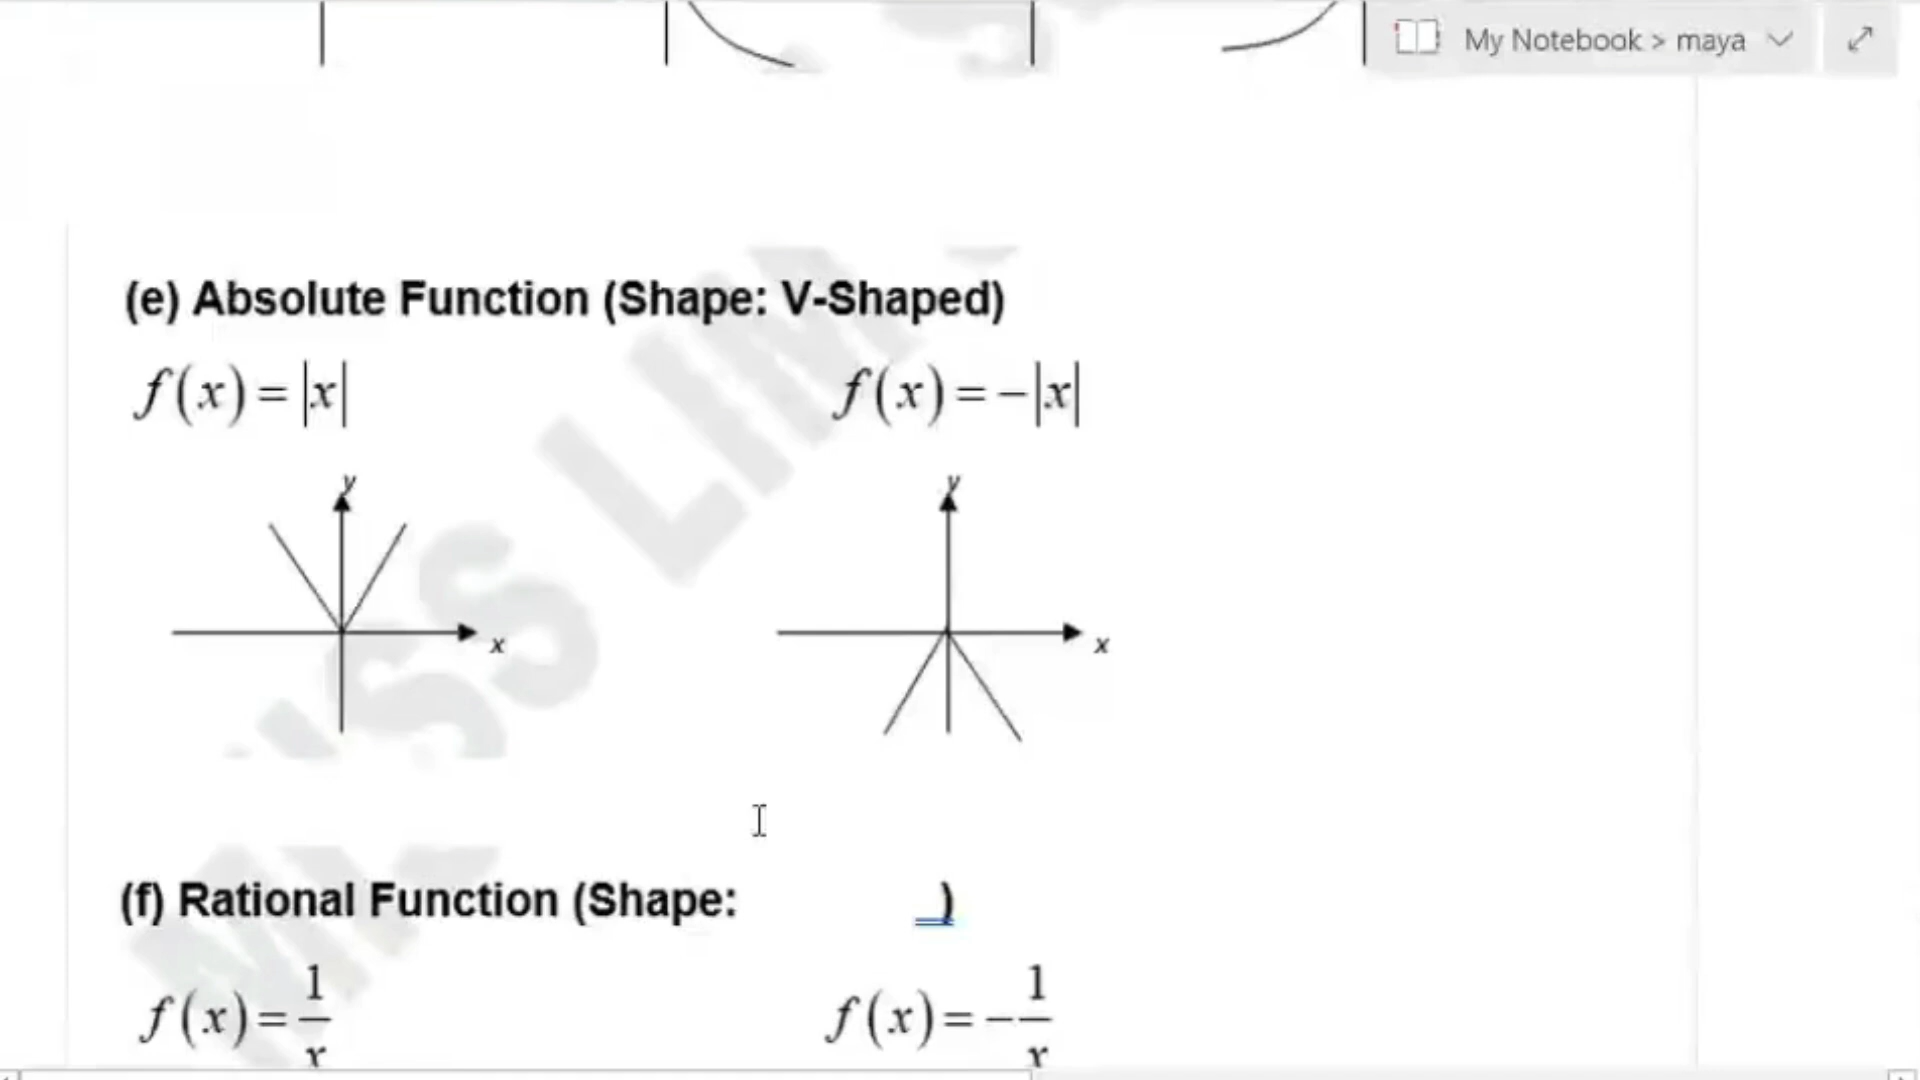 My Notebook > maya
(e) Absolute Function (Shape: V-Shaped)
f(x) = |x|
f(x) = -|x|
y
x
y
x
(f) Rational Function (Shape: )
f(x) = 1/x
f(x) = -1/x